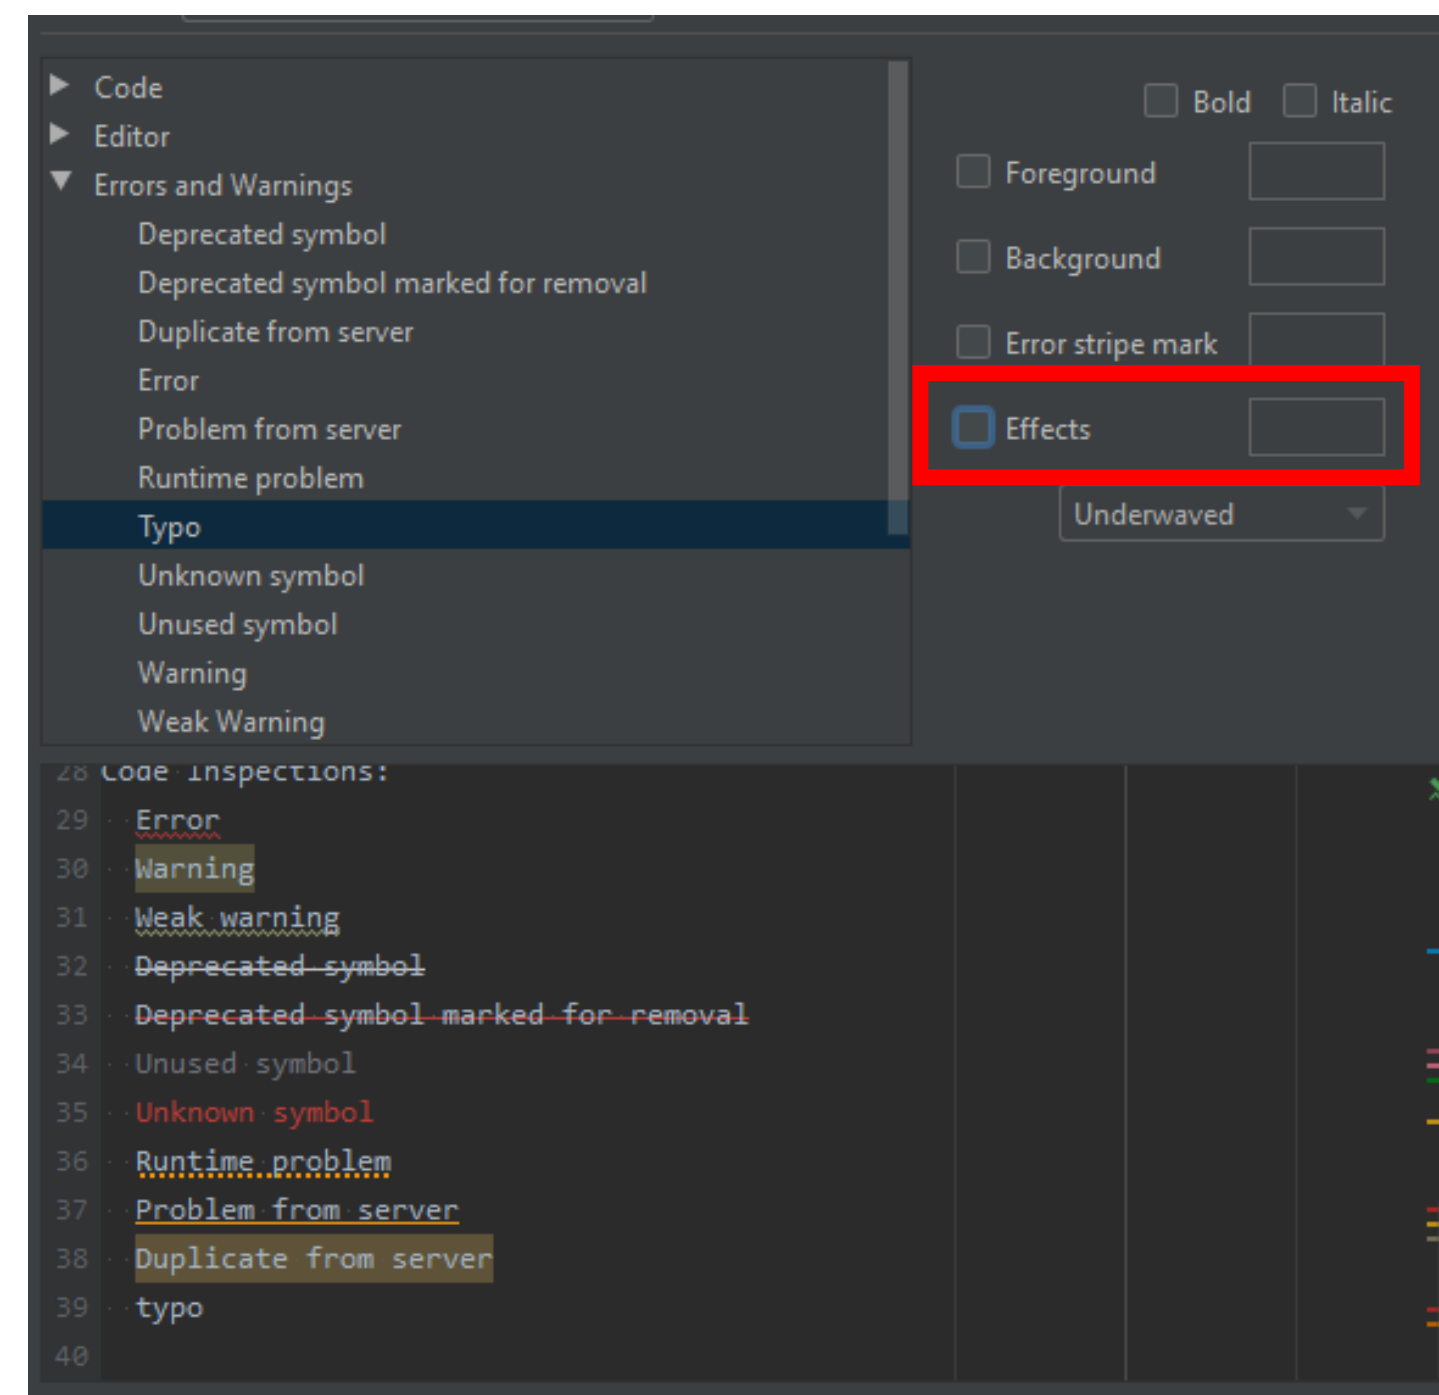 Code
Editor
Errors and Warnings
Deprecated symbol
Deprecated symbol marked for removal
Duplicate from server
Error
Problem from server
Runtime problem
Typo
Unknown symbol
Unused symbol
Warning
Weak Warning
Bold Italic
Foreground
Background
Error stripe mark
Effects
Underwaved
28 Code Inspections:
29 Error
30 Warning
31 Weak warning
32 Deprecated symbol
33 Deprecated symbol marked for removal
34 Unused symbol
35 Unknown symbol
36 Runtime problem
37 Problem from server
38 Duplicate from server
39 typo
40